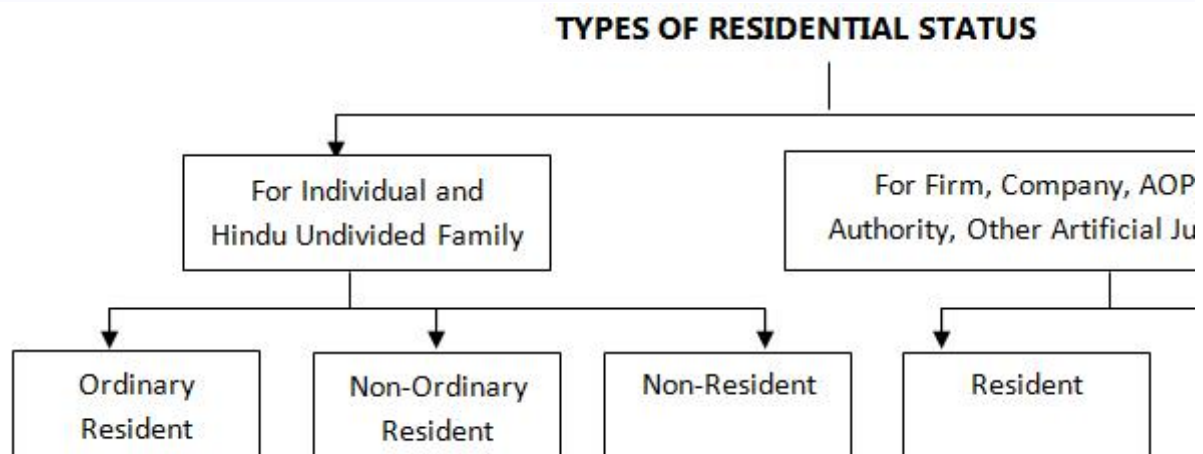 TYPES OF RESIDENTIAL STATUS
For Individual and
Hindu Undivided Family
For Firm, Company, AOP
Authority, Other Artificial
Ordinary
Resident
Non-Ordinary
Resident
Non-Resident
Resident